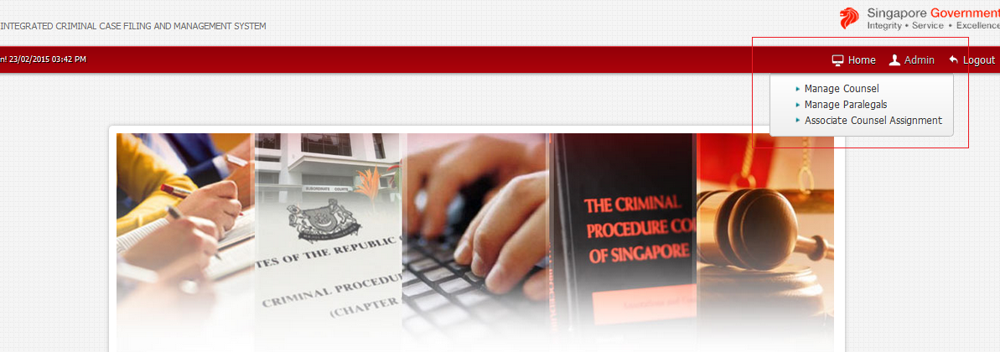 INTEGRATED CRIMINAL CASE FILING AND MANAGEMENT SYSTEM
Singapore Government
Integrity • Service • Excellence
n! 23/02/2015 03:42 PM
Home Admin Logout
Manage Counsel
Manage Paralegals
Associate Counsel Assignment
SUBORDINATE COURTS
TES OF THE REPUBLIC
CRIMINAL PROCEDU
(CHAPTER
THE CRIMINAL
PROCEDURE CO
OF SINGAPORE